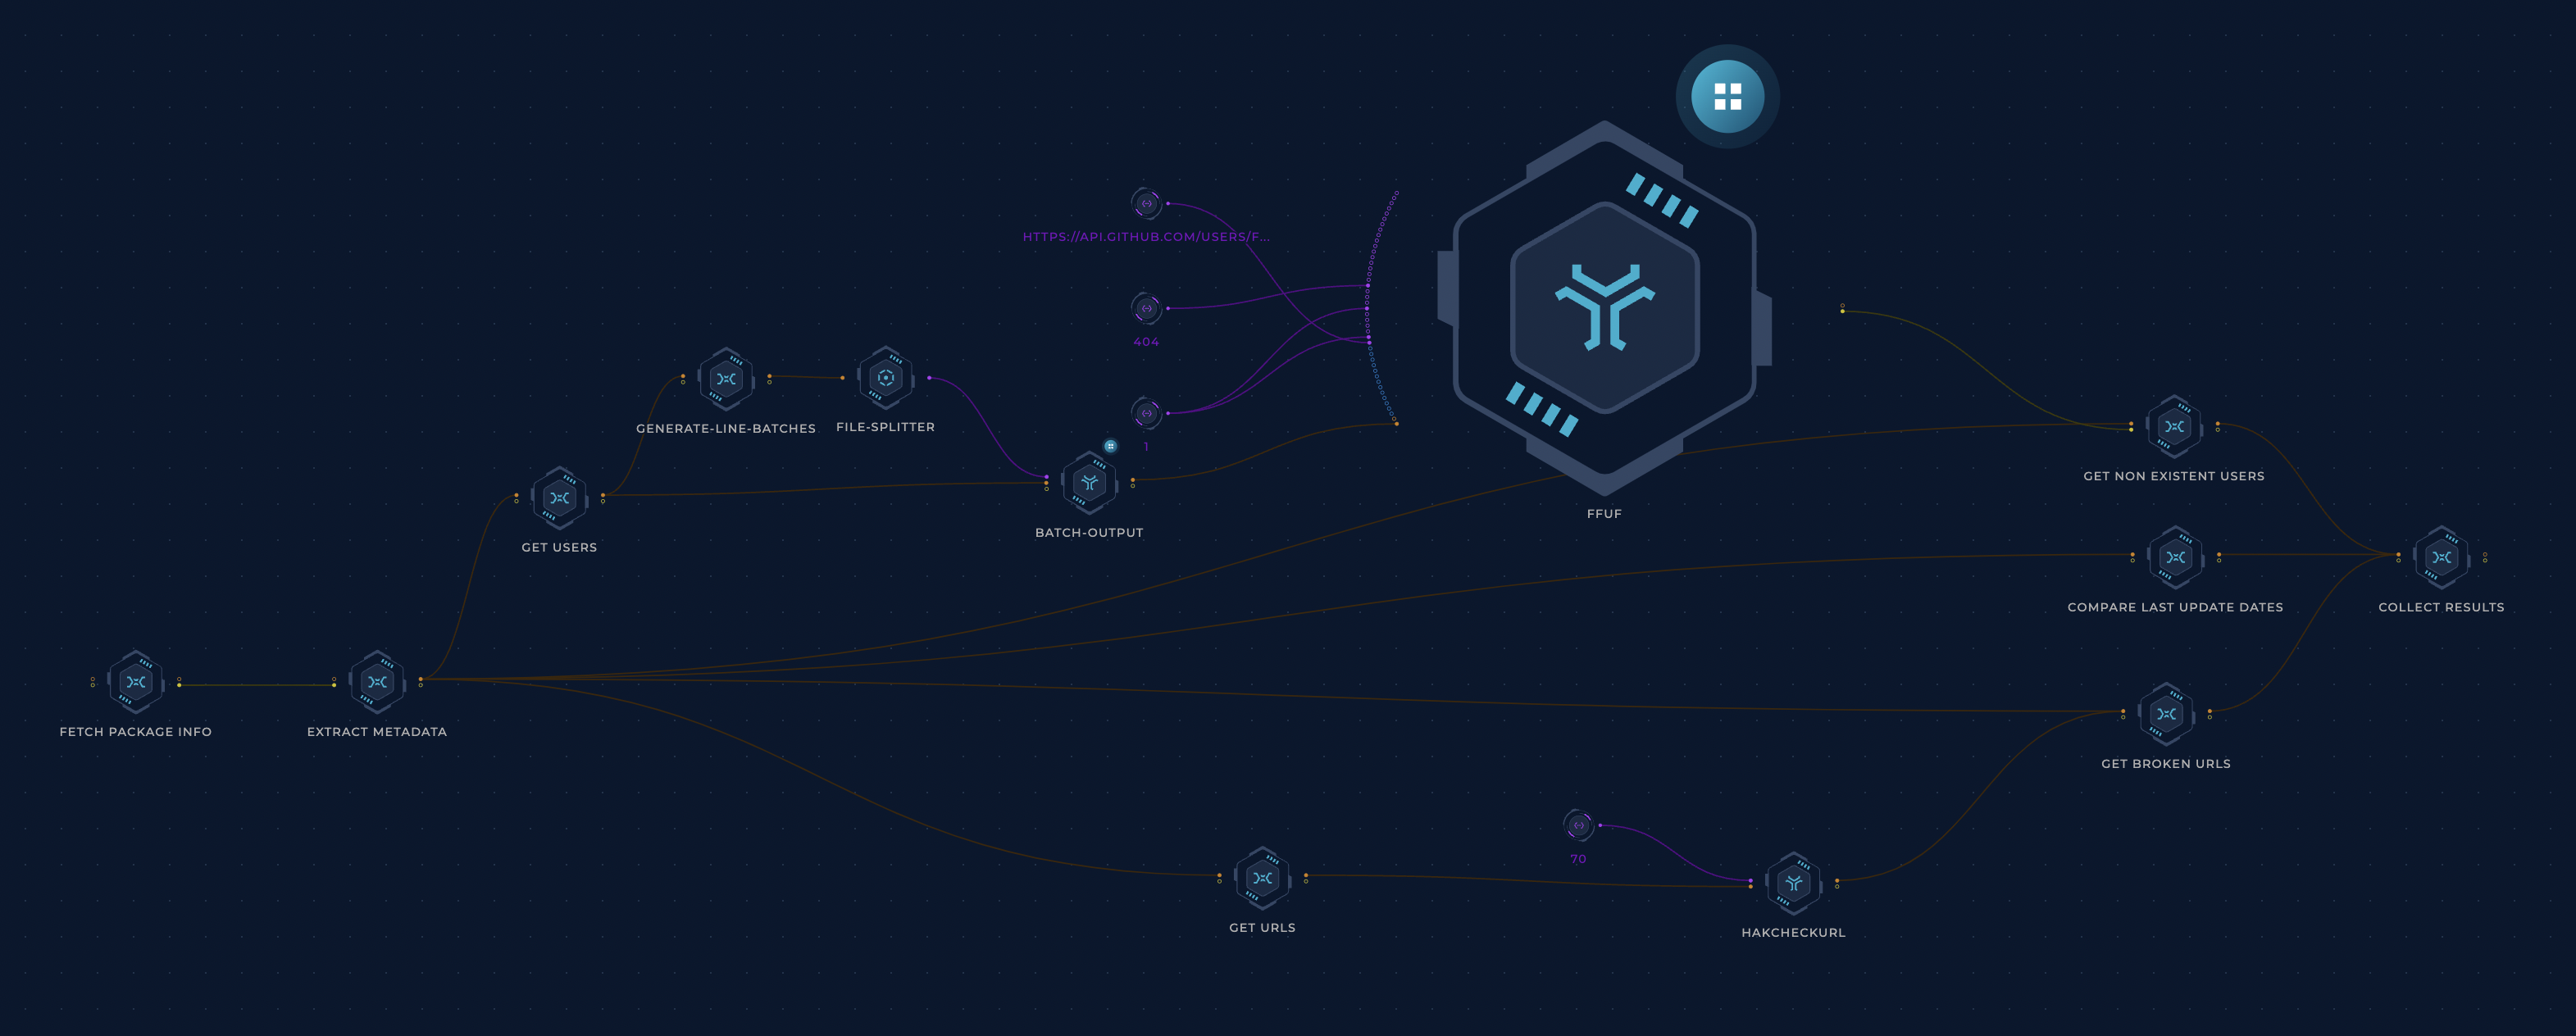 HTTPS://API.GITHUB.COM/USERS/F...
404
1
GENERATE-LINE-BATCHES
FILE-SPLITTER
GET USERS
BATCH-OUTPUT
FFUF
GET NON EXISTENT USERS
COMPARE LAST UPDATE DATES
COLLECT RESULTS
FETCH PACKAGE INFO
EXTRACT METADATA
GET BROKEN URLS
70
GET URLS
HAKCHECKURL